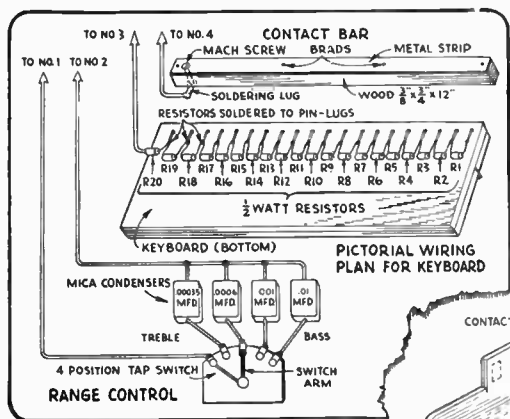 TO NO.3
TO NO.4
CONTACT BAR
MACH SCREW
BRADS
METAL STRIP
TO NO.1
TO NO.2
SOLDERING LUG
WOOD 3/8" x 3/4" x 12"
RESISTORS SOLDERED TO PIN-LUGS
R19 R17 R15 R13 R11 R9 R7 R5 R3 R1
R20 R18 R16 R14 R12 R10 R8 R6 R4 R2
1/2 WATT RESISTORS
KEYBOARD (BOTTOM)
PICTORIAL WIRING
PLAN FOR KEYBOARD
MICA CONDENSERS
.00035 MFD
.0006 MFD
.001 MFD
.01 MFD
CONTACT
TREBLE
BASS
4 POSITION TAP SWITCH
SWITCH
ARM
RANGE CONTROL